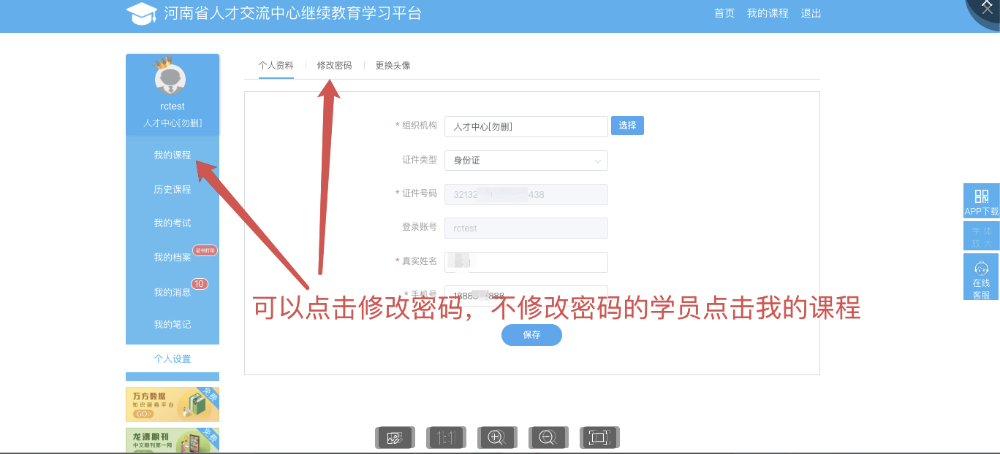 河南省人才交流中心继续教育学习平台
首页 我的课程 退出
rctest
人才中心[勿删]
我的课程
历史课程
我的考试
我的档案 证书打印
我的消息 10
我的笔记
个人设置
万方数据
知识服务平台
GO
免费
龙源期刊
中文期刊第一网
免费
个人资料 修改密码 更换头像
* 组织机构 人才中心[勿删] 选择
证件类型 身份证
* 证件号码 32132 438
登录账号 rctest
* 真实姓名
* 手机号 1888 888
可以点击修改密码，不修改密码的学员点击我的课程
保存
APP下载
字体
放大
在线
客服
1:1